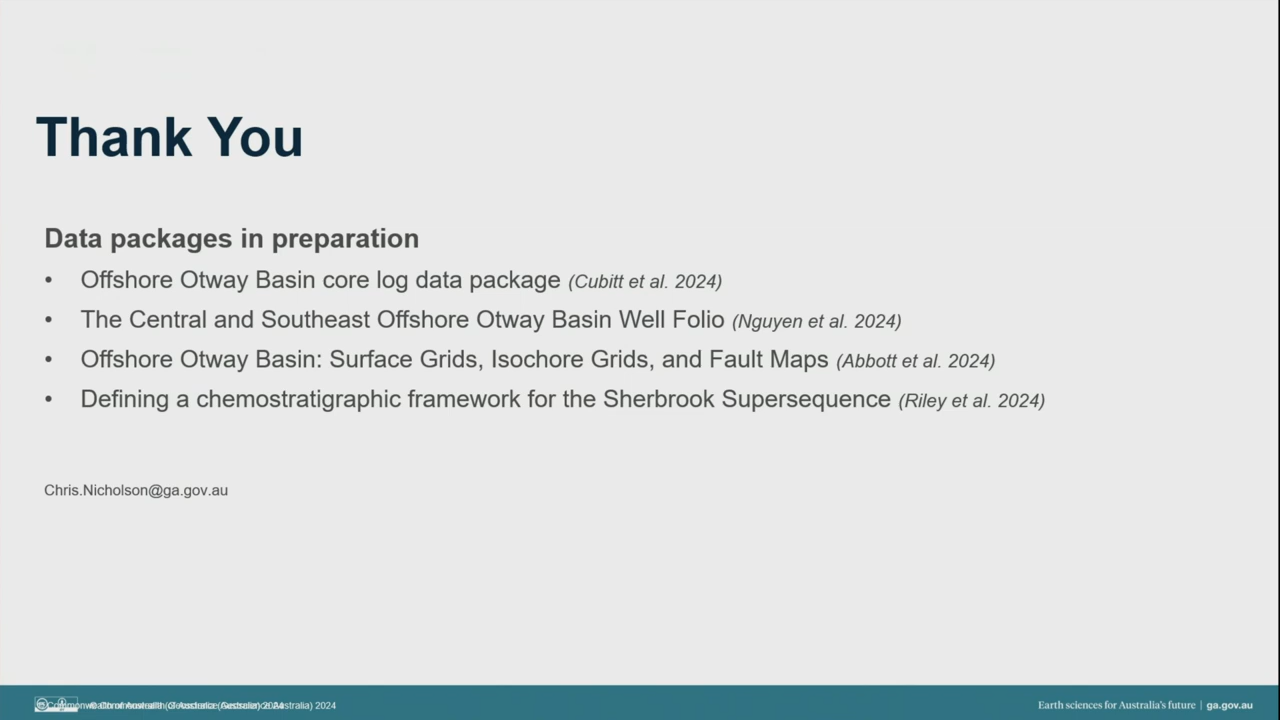 Thank You
Data packages in preparation
• Offshore Otway Basin core log data package (Cubitt et al. 2024)
• The Central and Southeast Offshore Otway Basin Well Folio (Nguyen et al. 2024)
• Offshore Otway Basin: Surface Grids, Isochore Grids, and Fault Maps (Abbott et al. 2024)
• Defining a chemostratigraphic framework for the Sherbrook Supersequence (Riley et al. 2024)
Chris.Nicholson@ga.gov.au
Earth sciences for Australia's future | ga.gov.au